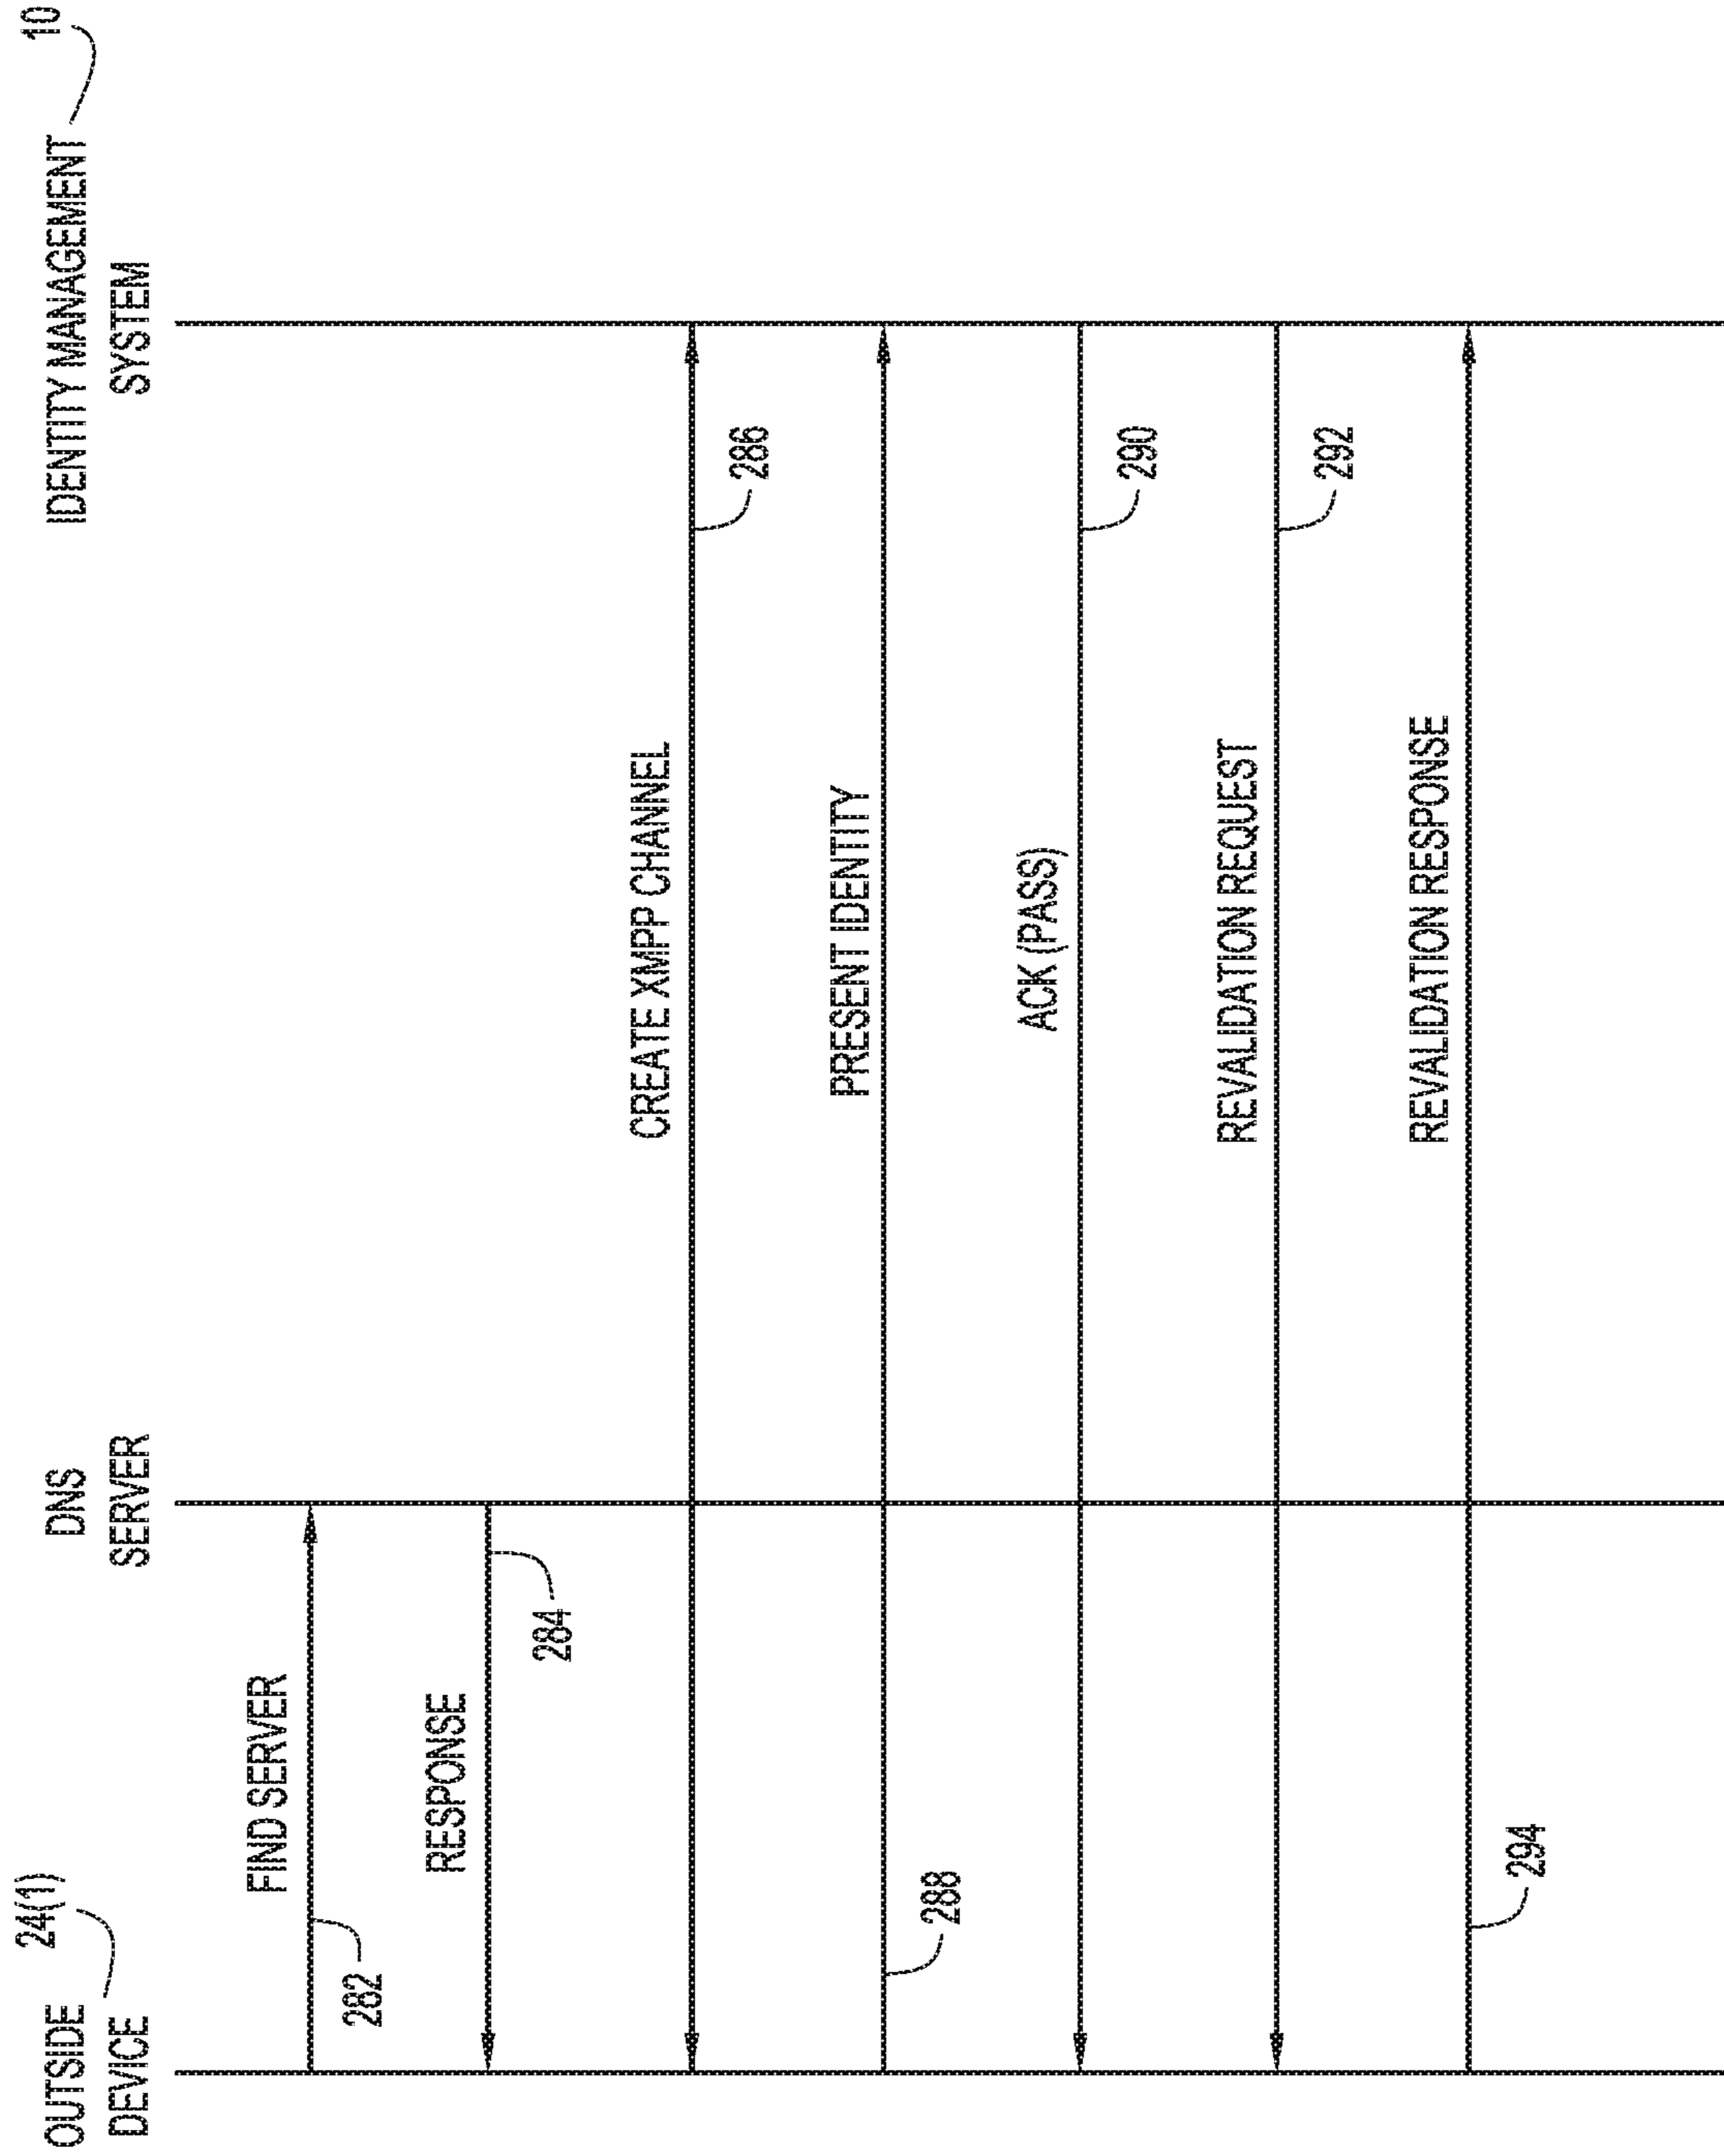 OUTSIDE
DEVICE
24(1)
DNS
SERVER
IDENTITY MANAGEMENT
SYSTEM
10
FIND SERVER
282
RESPONSE
284
CREATE XMPP CHANNEL
286
PRESENT IDENTITY
288
ACK (PASS)
290
REVALIDATION REQUEST
292
REVALIDATION RESPONSE
294